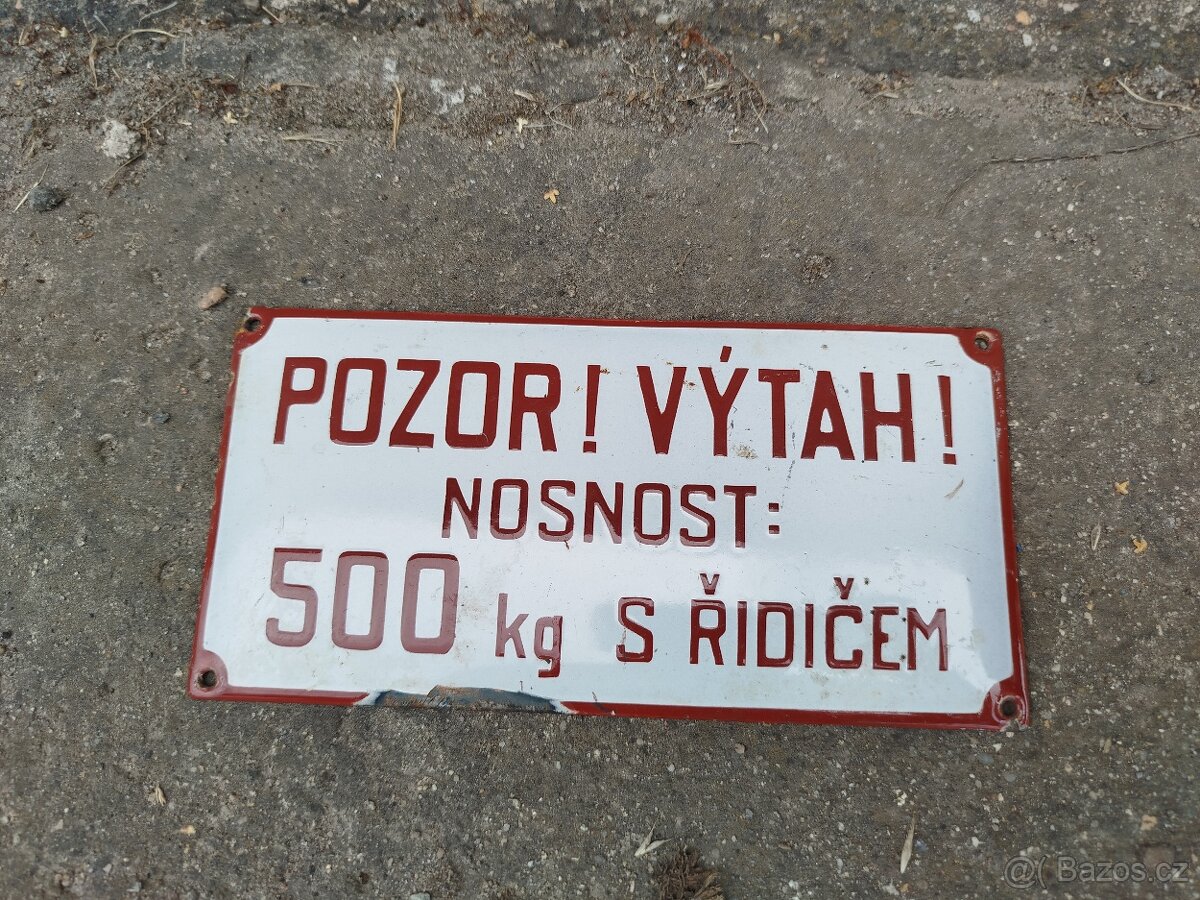 POZOR! VÝTAH!
NOSNOST:
500 kg S ŘIDIČEM
@( Bazos.cz